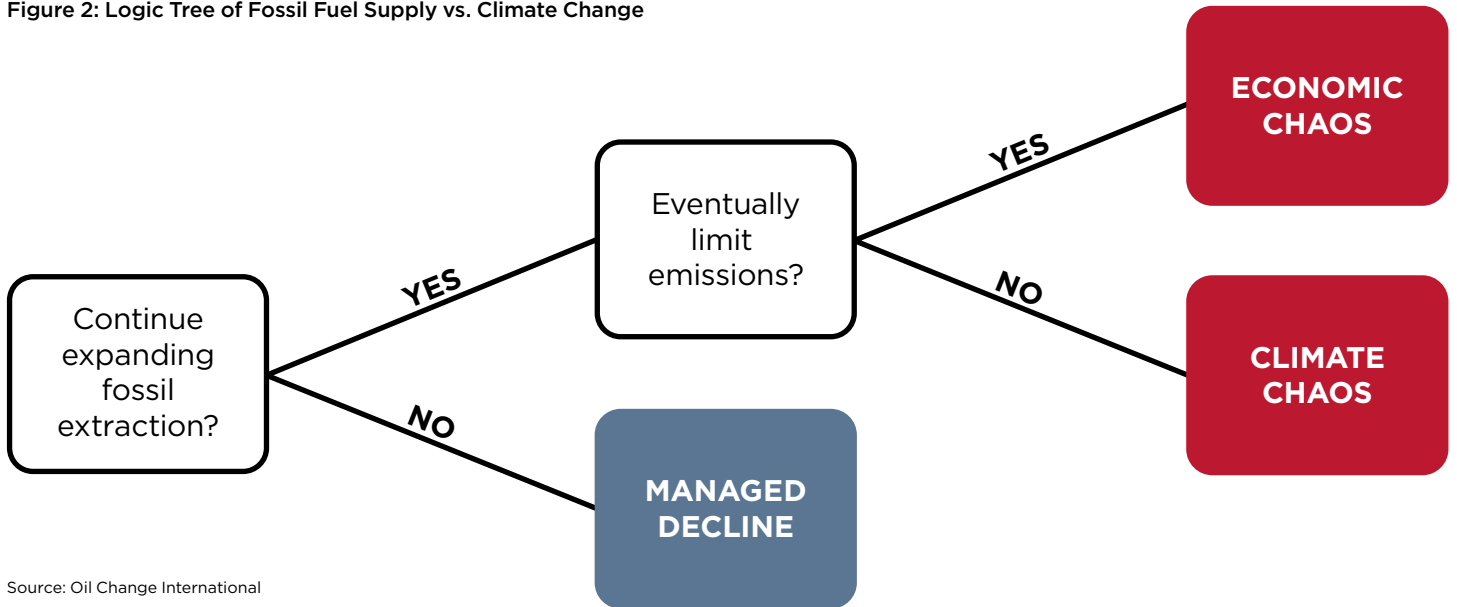 Figure 2: Logic Tree of Fossil Fuel Supply vs. Climate Change
Continue
expanding
fossil
extraction?
YES
NO
Eventually
limit
emissions?
MANAGED
DECLINE
YES
NO
ECONOMIC
CHAOS
CLIMATE
CHAOS
Source: Oil Change International